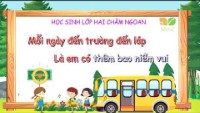 HỌC SINH LỚP HAI CHĂM NGOAN
Mỗi ngày đến trường đến lớp
Là em có thêm bao niềm vui